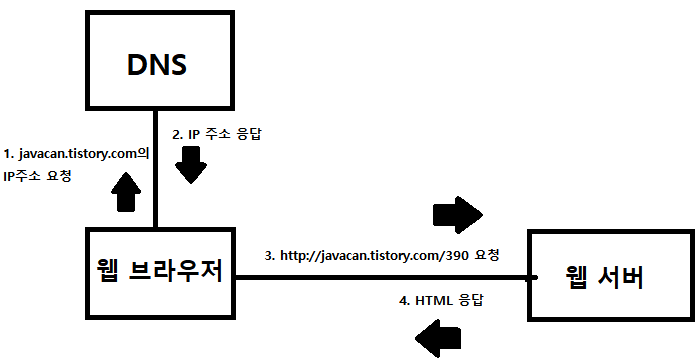 DNS
2. IP 주소 응답
1. javacan.tistory.com의
IP주소 요청
웹 브라우저
3. http://javacan.tistory.com/390 요청
웹 서버
4. HTML 응답